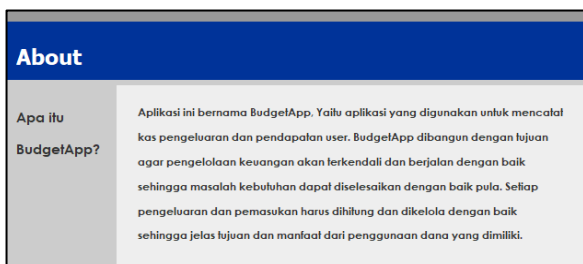 About
Apa itu
BudgetApp?
Aplikasi ini bernama BudgetApp, Yaitu aplikasi yang digunakan untuk mencatat
kas pengeluaran dan pendapatan user. BudgetApp dibangun dengan tujuan
agar pengelolaan keuangan akan terkendali dan berjalan dengan baik
sehingga masalah kebutuhan dapat diselesaikan dengan baik pula. Setiap
pengeluaran dan pemasukan harus dihitung dan dikelola dengan baik
sehingga jelas tujuan dan manfaat dari penggunaan dana yang dimiliki.